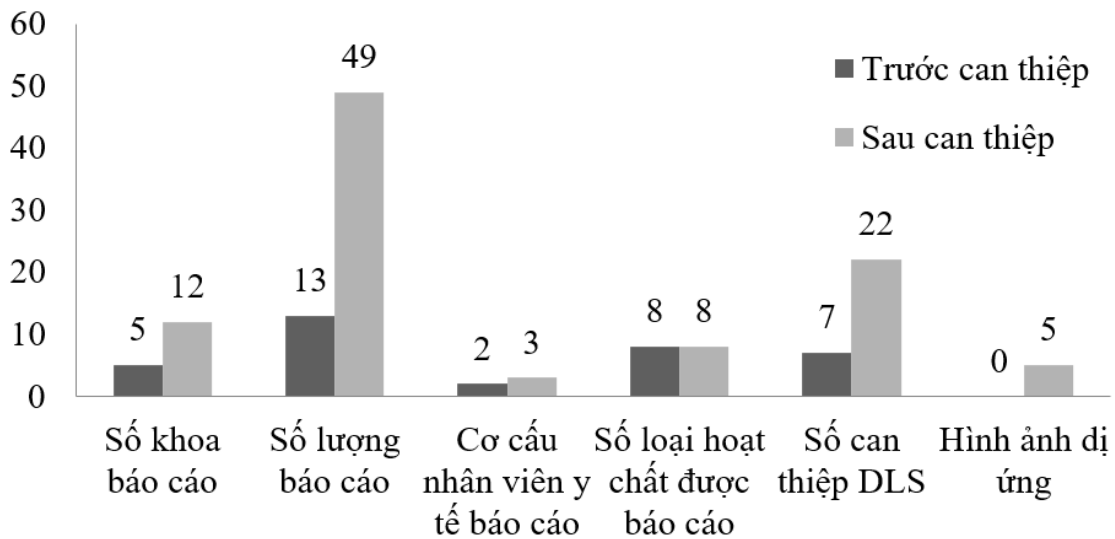 60
50
40
30
20
10
0
49
12
5
13
2
3
8
8
7
22
0
5
Trước can thiệp
Sau can thiệp
Số khoa
báo cáo
Số lượng
báo cáo
Cơ cấu
nhân viên y
tế báo cáo
Số loại hoạt
chất được
báo cáo
Số can
thiệp DLS
Hình ảnh dị
ứng